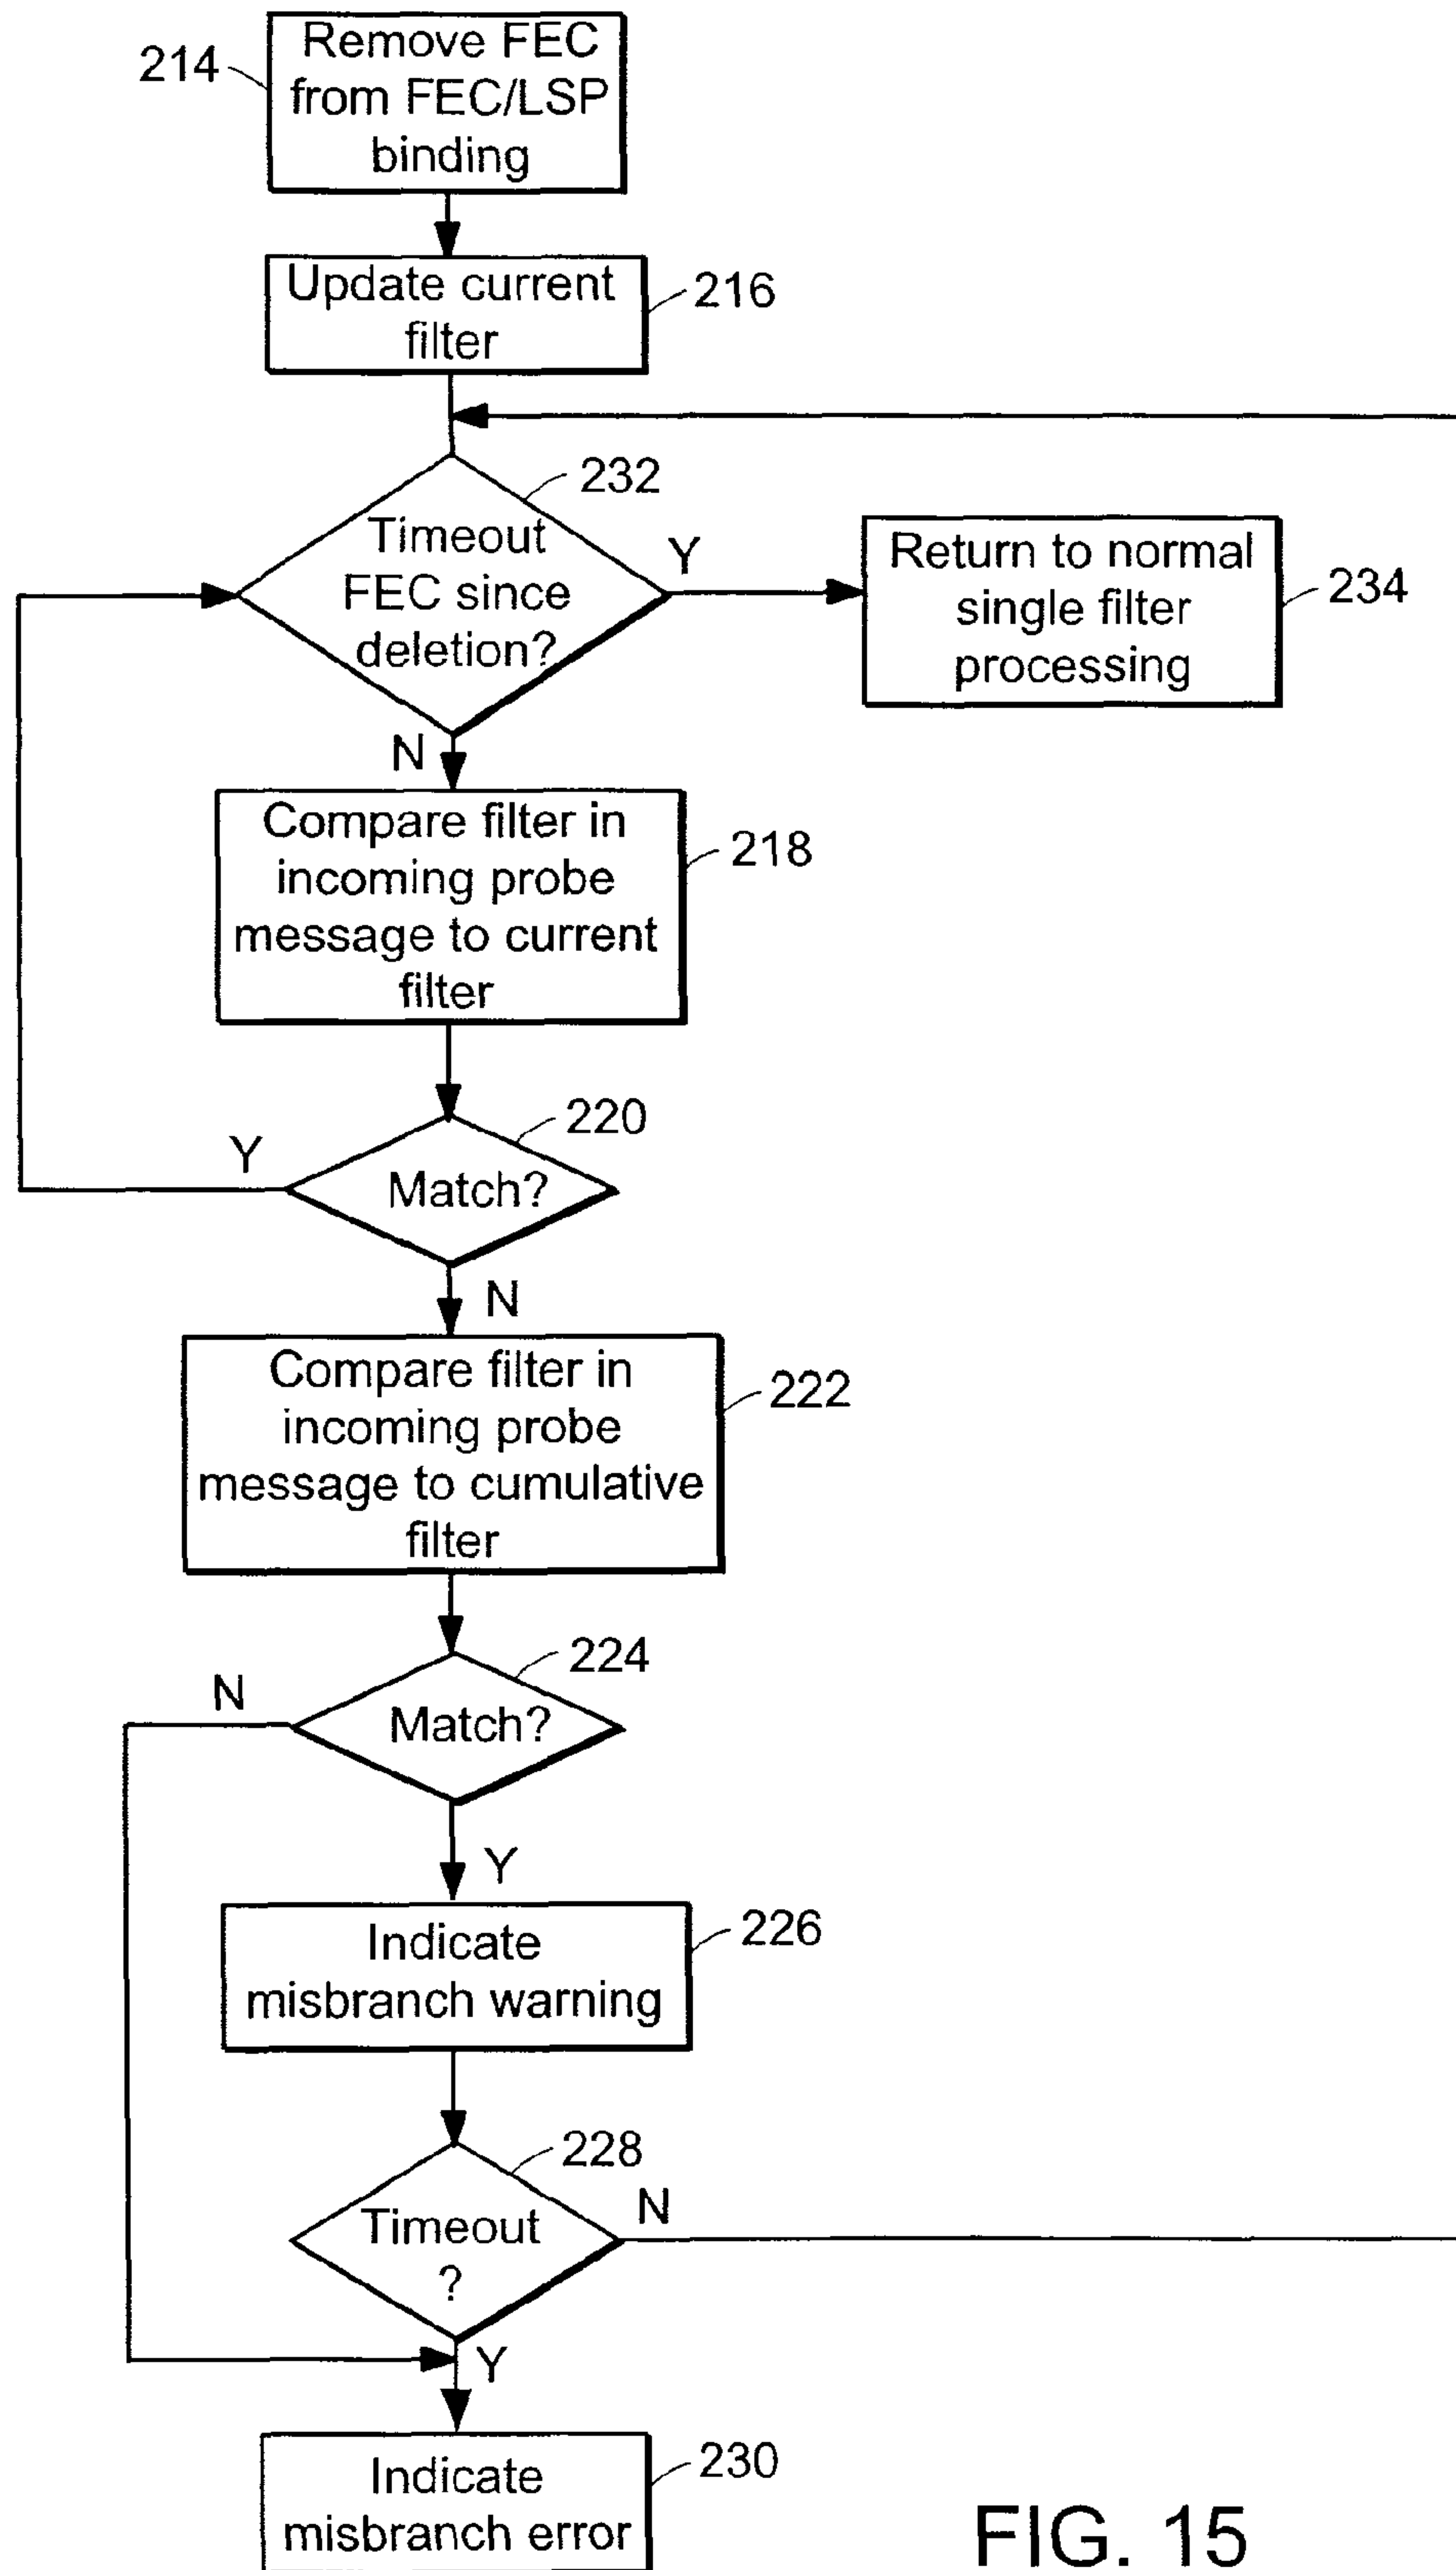 Remove FEC
from FEC/LSP
binding
214
Update current
filter
216
Timeout
FEC since
deletion?
232
Y
N
Return to normal
single filter
processing
234
Compare filter in
incoming probe
message to current
filter
218
Match?
220
Y
N
Compare filter in
incoming probe
message to cumulative
filter
222
Match?
224
N
Y
Indicate
misbranch warning
226
Timeout
?
228
N
Y
Indicate
misbranch error
230
FIG. 15